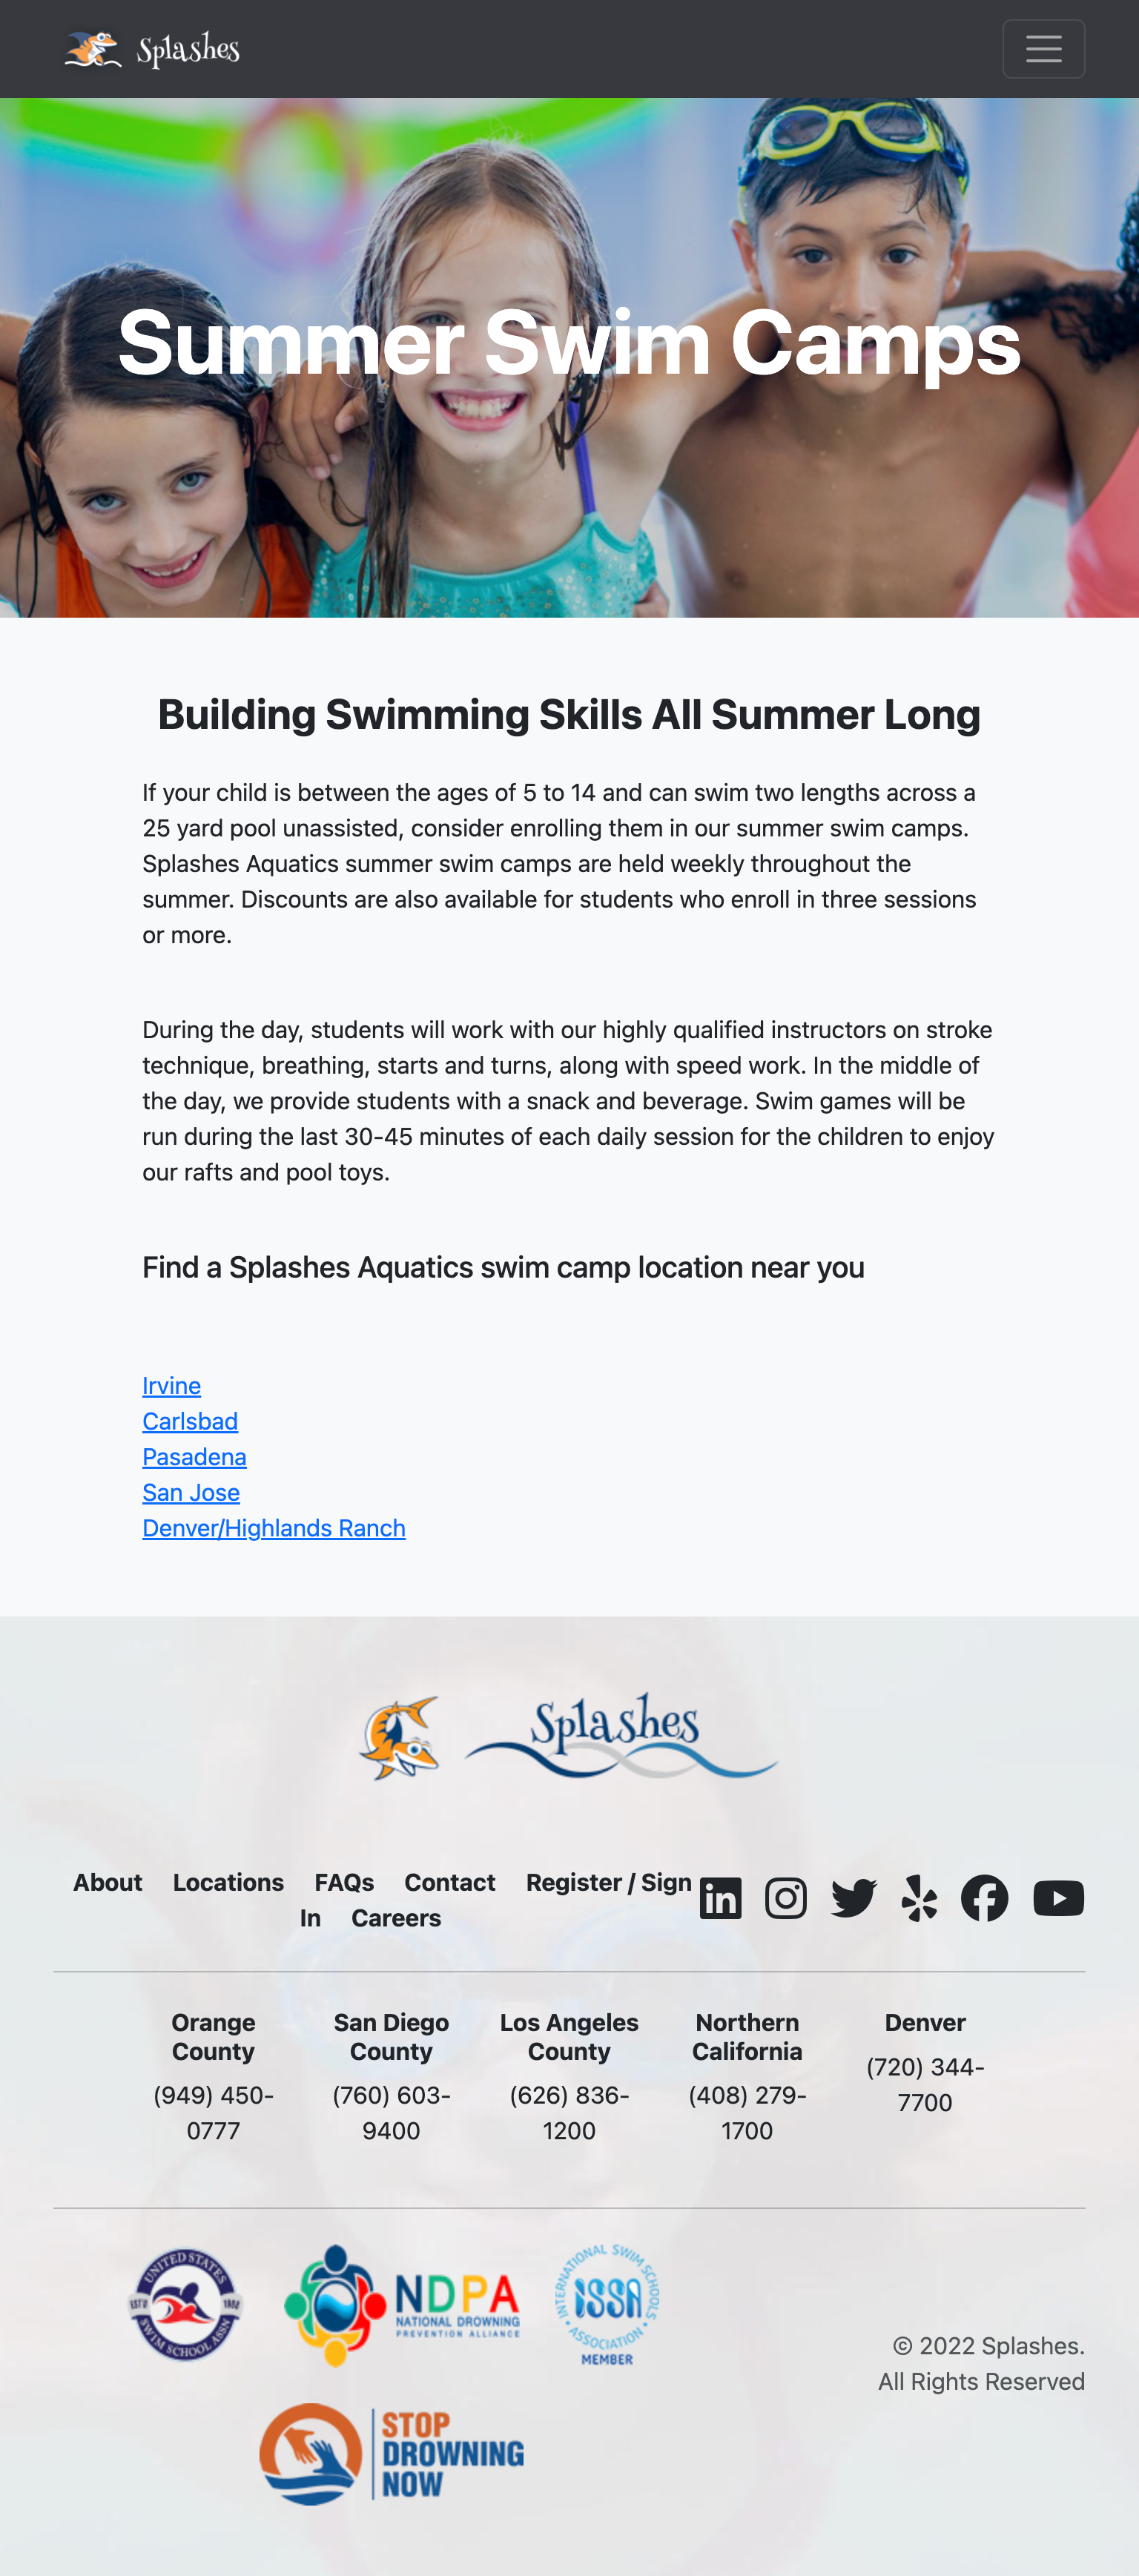 Splashes
Summer Swim Camps
Building Swimming Skills All Summer Long
If your child is between the ages of 5 to 14 and can swim two lengths across a
25 yard pool unassisted, consider enrolling them in our summer swim camps.
Splashes Aquatics summer swim camps are held weekly throughout the
summer. Discounts are also available for students who enroll in three sessions
or more.
During the day, students will work with our highly qualified instructors on stroke
technique, breathing, starts and turns, along with speed work. In the middle of
the day, we provide students with a snack and beverage. Swim games will be
run during the last 30-45 minutes of each daily session for the children to enjoy
our rafts and pool toys.
Find a Splashes Aquatics swim camp location near you
Irvine
Carlsbad
Pasadena
San Jose
Denver/Highlands Ranch
Splashes
About Locations FAQs Contact Register / Sign
In Careers
Orange
County
(949) 450-
0777
San Diego
County
(760) 603-
9400
Los Angeles
County
(626) 836-
1200
Northern
California
(408) 279-
1700
Denver
(720) 344-
7700
UNITED STATES
SWIM SCHOOL ASSN
NDPA
NATIONAL DROWNING
PREVENTION ALLIANCE
INTERNATIONAL SWIM SCHOOLS
ISSA
ASSOCIATION
MEMBER
STOP
DROWNING
NOW
© 2022 Splashes.
All Rights Reserved